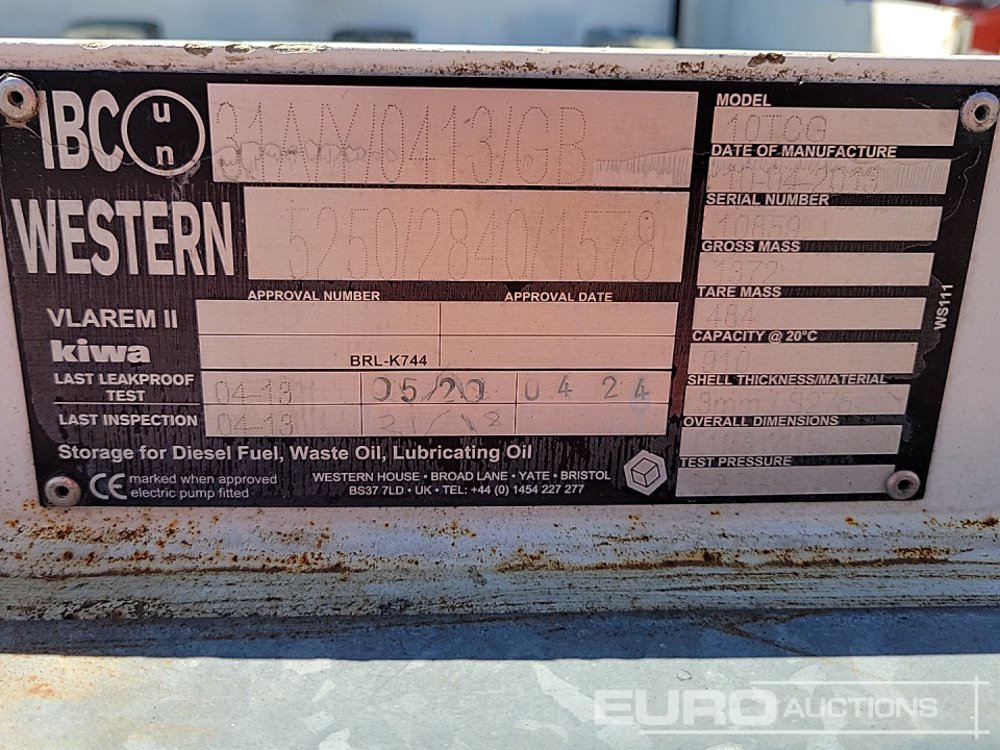 IBC un 31A/Y/0413/GB
WESTERN 5250/2840/1578
APPROVAL NUMBER APPROVAL DATE
VLAREM II
kiwa BRL-K744
LAST LEAKPROOF TEST 04-13 05/20 04 24
LAST INSPECTION 04-13
Storage for Diesel Fuel, Waste Oil, Lubricating Oil
CE marked when approved
electric pump fitted
WESTERN HOUSE • BROAD LANE • YATE • BRISTOL
BS37 7LD • UK • TEL: +44 (0) 1454 227 277
MODEL
10TCG
DATE OF MANUFACTURE
SERIAL NUMBER
GROSS MASS
1372
TARE MASS
484
CAPACITY @ 20°C
910
SHELL THICKNESS/MATERIAL
OVERALL DIMENSIONS
TEST PRESSURE
WS111
EURO AUCTIONS